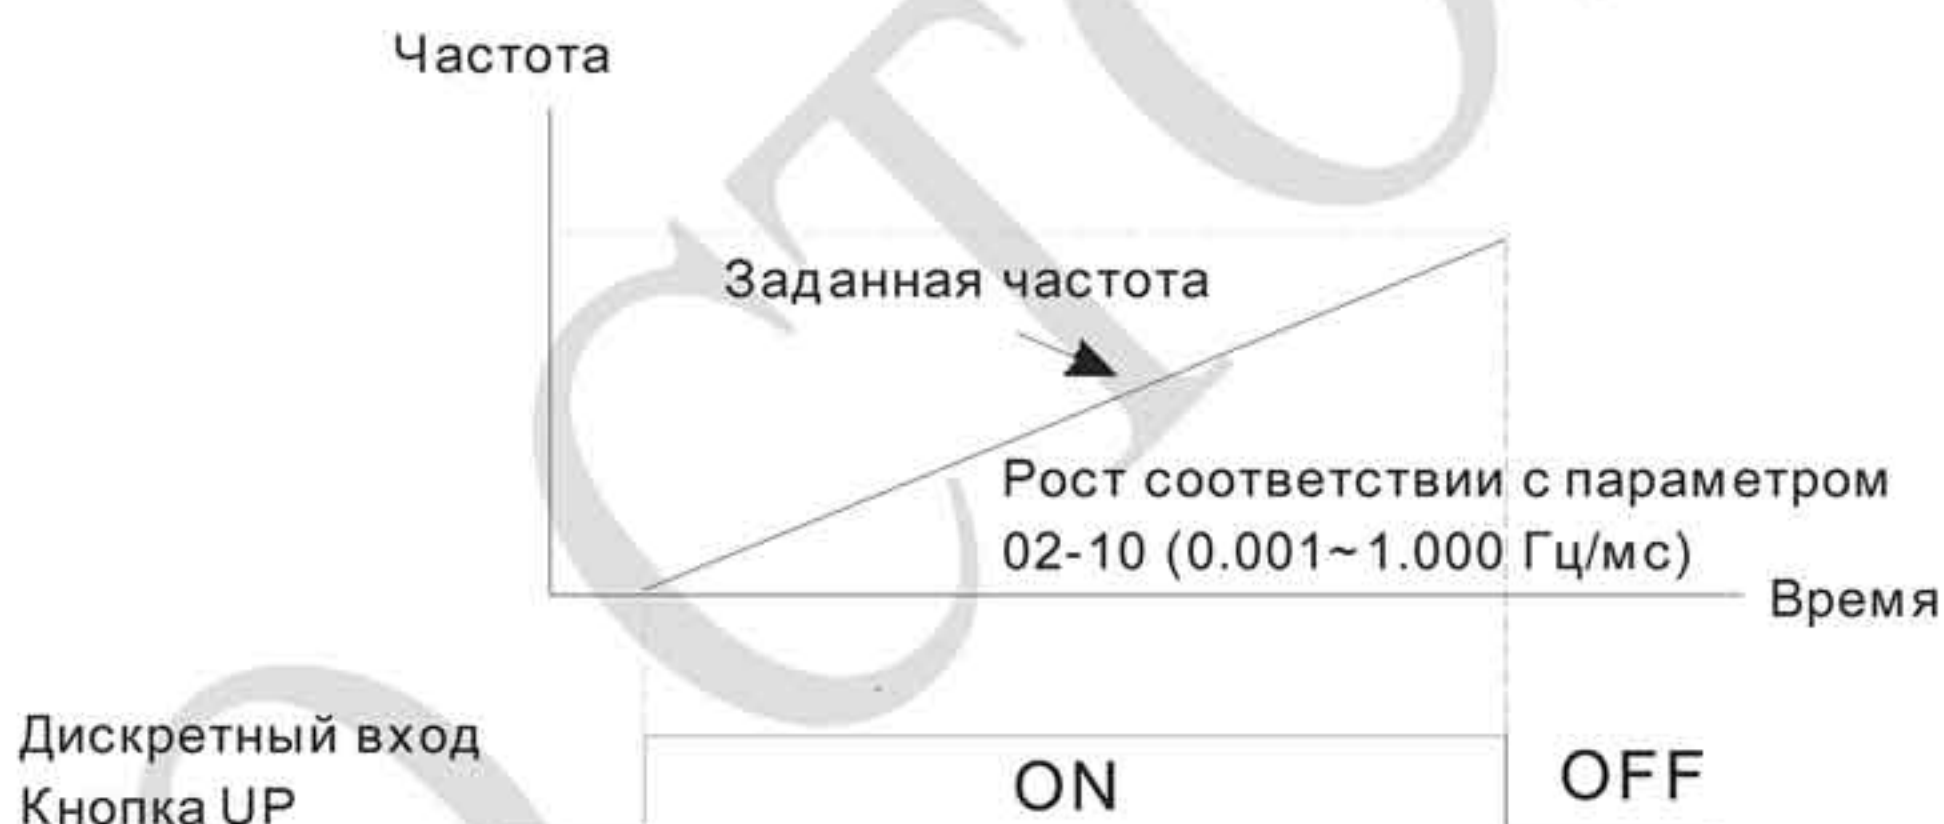 Частота
Заданная частота
Рост соответствии с параметром
02-10 (0.001~1.000 Гц/мс)
Время
Дискретный вход
Кнопка UP
ON
OFF